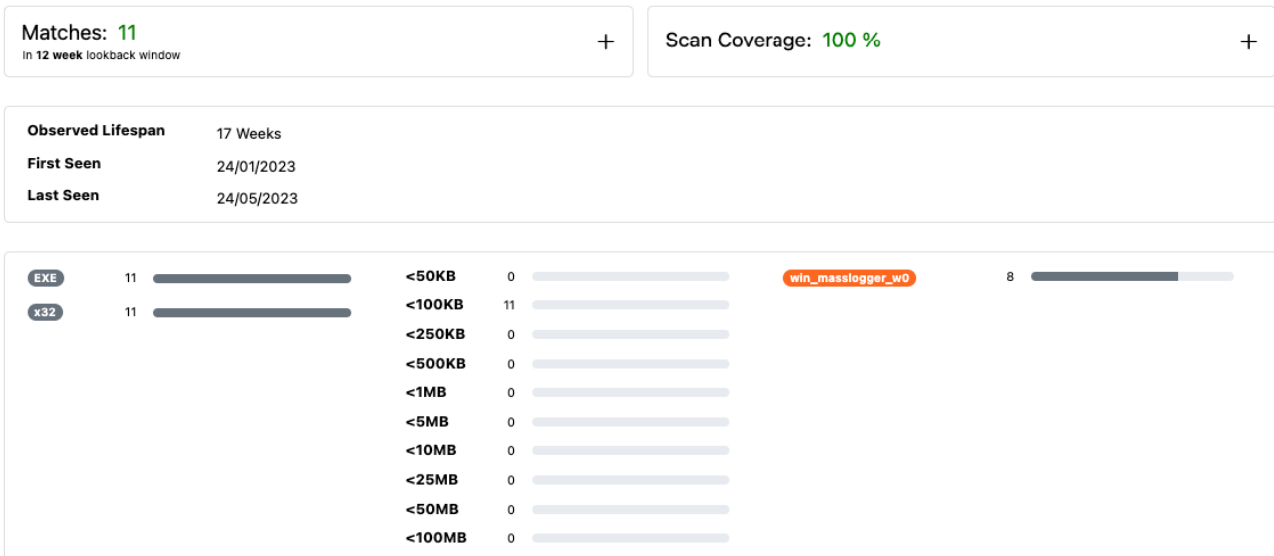 Matches: 11
In 12 week lookback window
+
Scan Coverage: 100 %
+
Observed Lifespan 17 Weeks
First Seen 24/01/2023
Last Seen 24/05/2023
EXE 11
x32 11
<50KB 0
<100KB 11
<250KB 0
<500KB 0
<1MB 0
<5MB 0
<10MB 0
<25MB 0
<50MB 0
<100MB 0
win_masslogger_w0 8